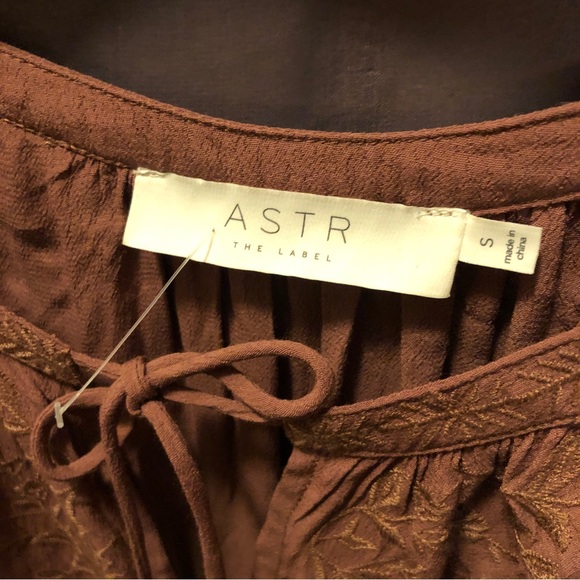 ASTR
THE LABEL
S
made in
china